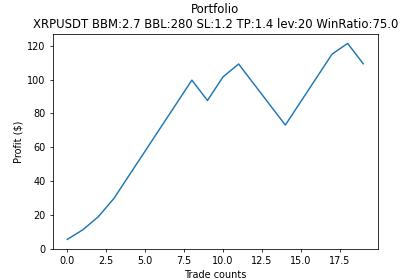 Portfolio
XRPUSDT BBM:2.7 BBL:280 SL:1.2 TP:1.4 lev:20 WinRatio:75.0
120
100
80
60
40
20
0
Profit ($)
0.0 2.5 5.0 7.5 10.0 12.5 15.0 17.5
Trade counts